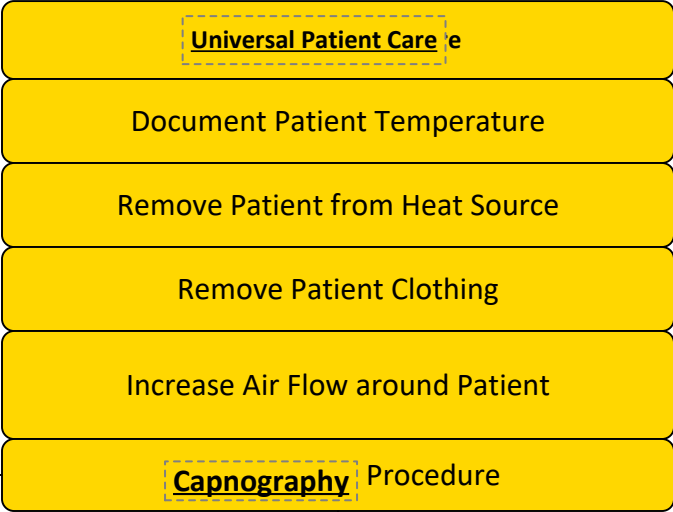 Universal Patient Care e
Document Patient Temperature
Remove Patient from Heat Source
Remove Patient Clothing
Increase Air Flow around Patient
Capnography Procedure